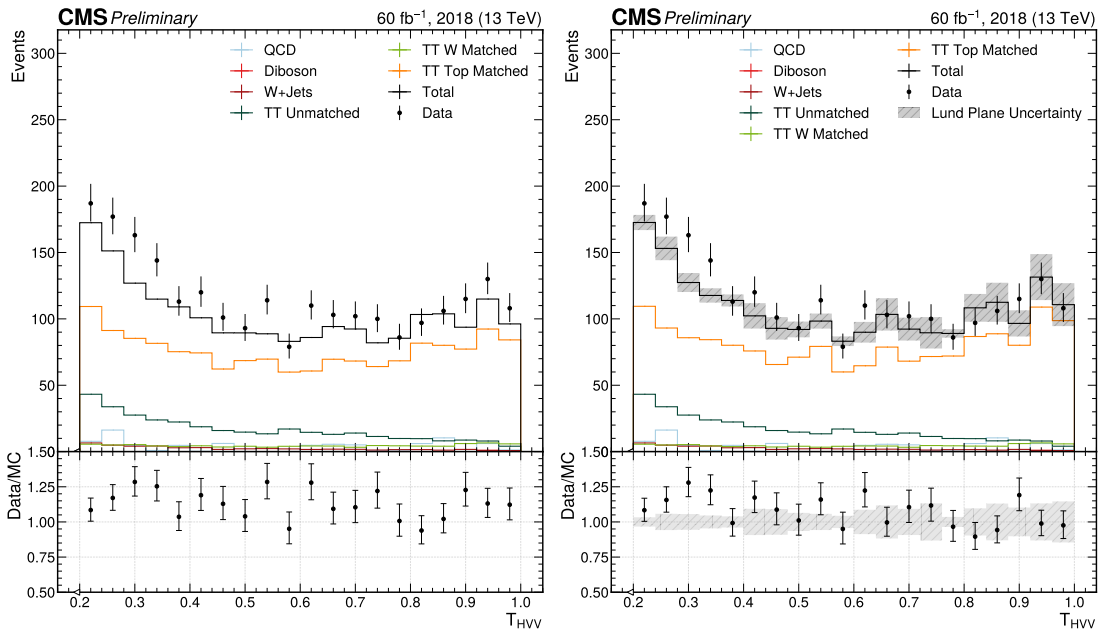 CMS Preliminary 60 fb⁻¹, 2018 (13 TeV)
Events
300
250
200
150
100
50
QCD
Diboson
W+Jets
TT Unmatched
TT W Matched
TT Top Matched
Total
Data
Data/MC
1.50
1.25
1.00
0.75
0.50
0.2 0.3 0.4 0.5 0.6 0.7 0.8 0.9 1.0
T_HVV
CMS Preliminary 60 fb⁻¹, 2018 (13 TeV)
Events
300
250
200
150
100
50
QCD
Diboson
W+Jets
TT Unmatched
TT W Matched
TT Top Matched
Total
Data
Lund Plane Uncertainty
Data/MC
1.50
1.25
1.00
0.75
0.50
0.2 0.3 0.4 0.5 0.6 0.7 0.8 0.9 1.0
T_HVV